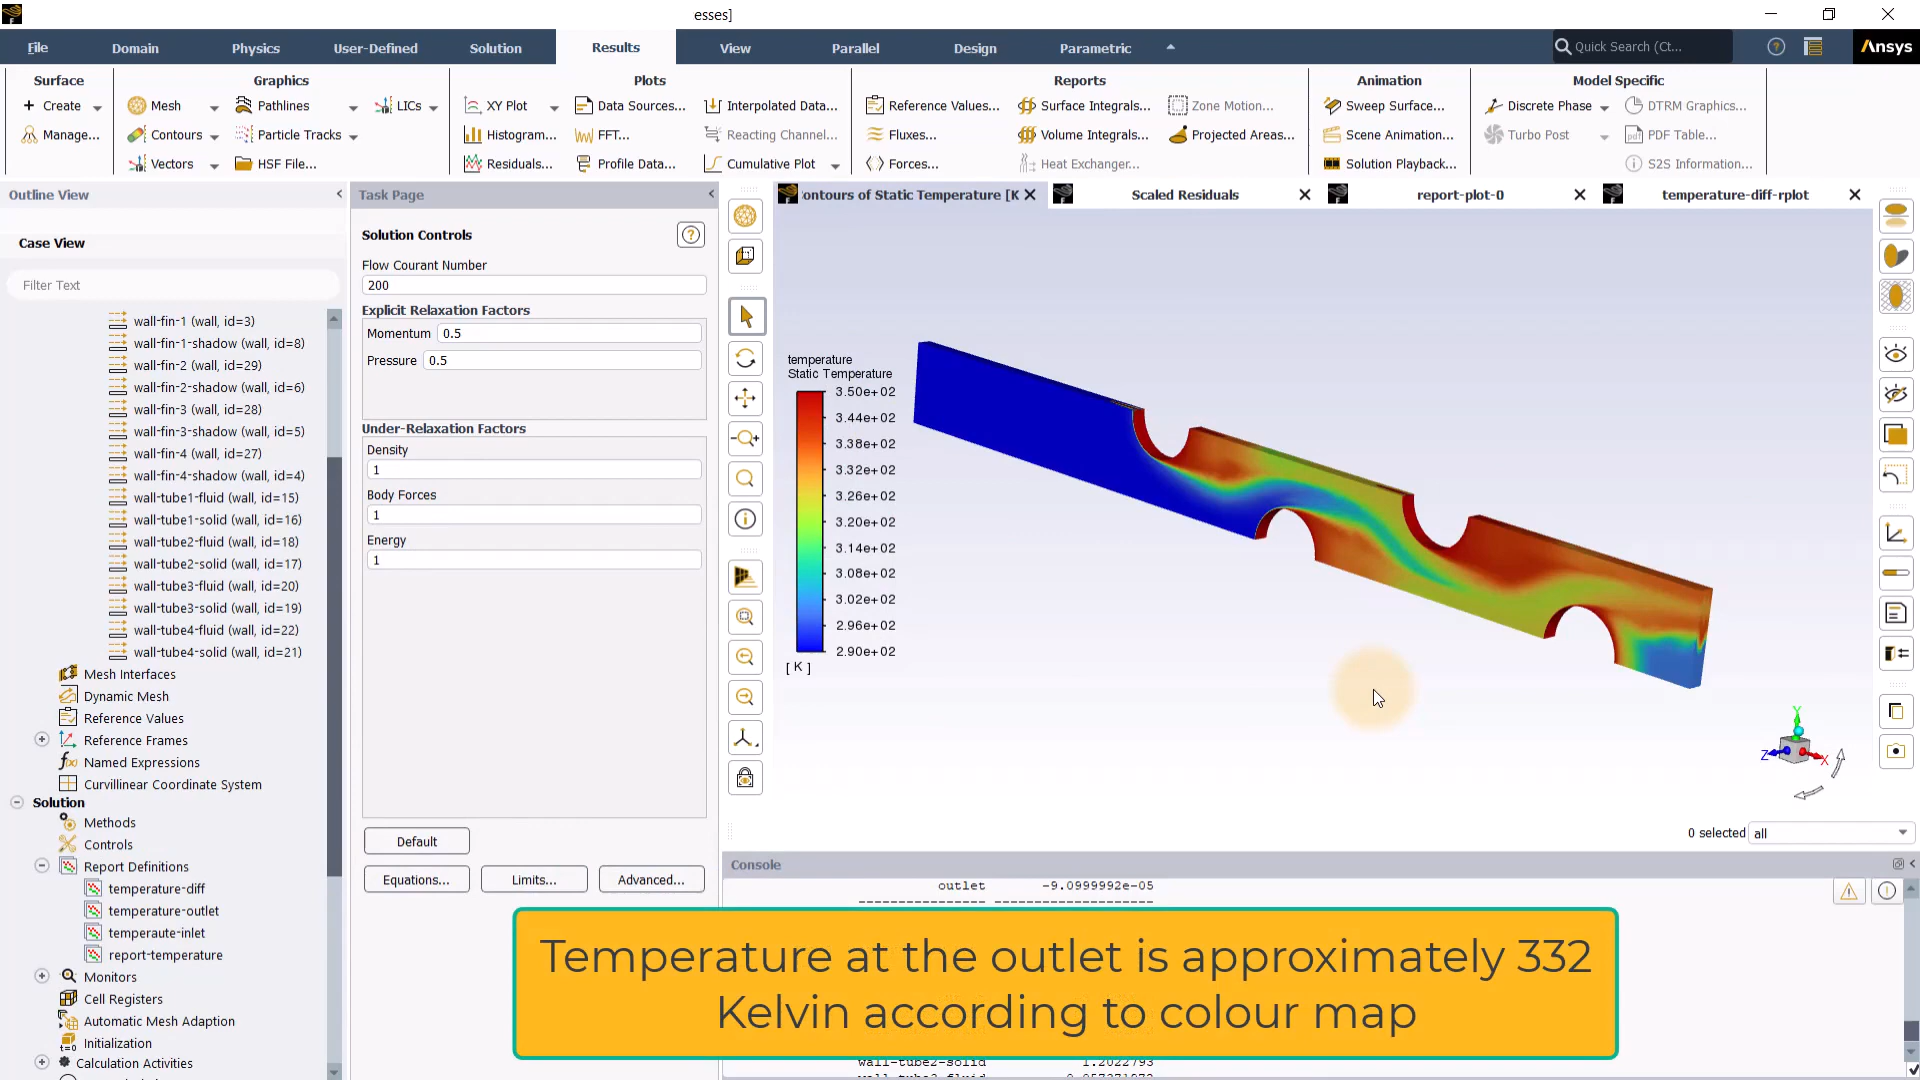 esses]
File
Domain
Physics
User-Defined
Solution
Results
View
Parallel
Design
Parametric
Quick Search (Ct...
Ansys
Surface
Graphics
Plots
Reports
Animation
Model Specific
Create
Mesh
Pathlines
LICs
XY Plot
Data Sources...
Interpolated Data...
Reference Values...
Surface Integrals...
Zone Motion...
Sweep Surface...
Discrete Phase
DTRM Graphics...
Manage...
Contours
Particle Tracks
Histogram...
FFT...
Reacting Channel...
Fluxes...
Volume Integrals...
Projected Areas...
Scene Animation...
Turbo Post
PDF Table...
Vectors
HSF File...
Residuals...
Profile Data...
Cumulative Plot
Forces...
Heat Exchanger...
Solution Playback...
S2S Information...
Outline View
Case View
Filter Text
wall-fin-1 (wall, id=3)
wall-fin-1-shadow (wall, id=8)
wall-fin-2 (wall, id=29)
wall-fin-2-shadow (wall, id=6)
wall-fin-3 (wall, id=28)
wall-fin-3-shadow (wall, id=5)
wall-fin-4 (wall, id=27)
wall-fin-4-shadow (wall, id=4)
wall-tube1-fluid (wall, id=15)
wall-tube1-solid (wall, id=16)
wall-tube2-fluid (wall, id=18)
wall-tube2-solid (wall, id=17)
wall-tube3-fluid (wall, id=20)
wall-tube3-solid (wall, id=19)
wall-tube4-fluid (wall, id=22)
wall-tube4-solid (wall, id=21)
Mesh Interfaces
Dynamic Mesh
Reference Values
Reference Frames
Named Expressions
Curvillinear Coordinate System
Solution
Methods
Controls
Report Definitions
temperature-diff
temperature-outlet
temperaute-inlet
report-temperature
Monitors
Cell Registers
Automatic Mesh Adaption
Initialization
Calculation Activities
Task Page
Solution Controls
Flow Courant Number
200
Explicit Relaxation Factors
Momentum 0.5
Pressure 0.5
Under-Relaxation Factors
Density
1
Body Forces
1
Energy
1
Default
Equations...
Limits...
Advanced...
ontours of Static Temperature [K
Scaled Residuals
report-plot-0
temperature-diff-rplot
temperature
Static Temperature
3.50e+02
3.44e+02
3.38e+02
3.32e+02
3.26e+02
3.20e+02
3.14e+02
3.08e+02
3.02e+02
2.96e+02
2.90e+02
[ K ]
Y
Z
X
0 selected
all
Console
outlet -9.0999992e-05
---------------- --------------------
Temperature at the outlet is approximately 332
Kelvin according to colour map
wall-tube2-solid 1.2022793